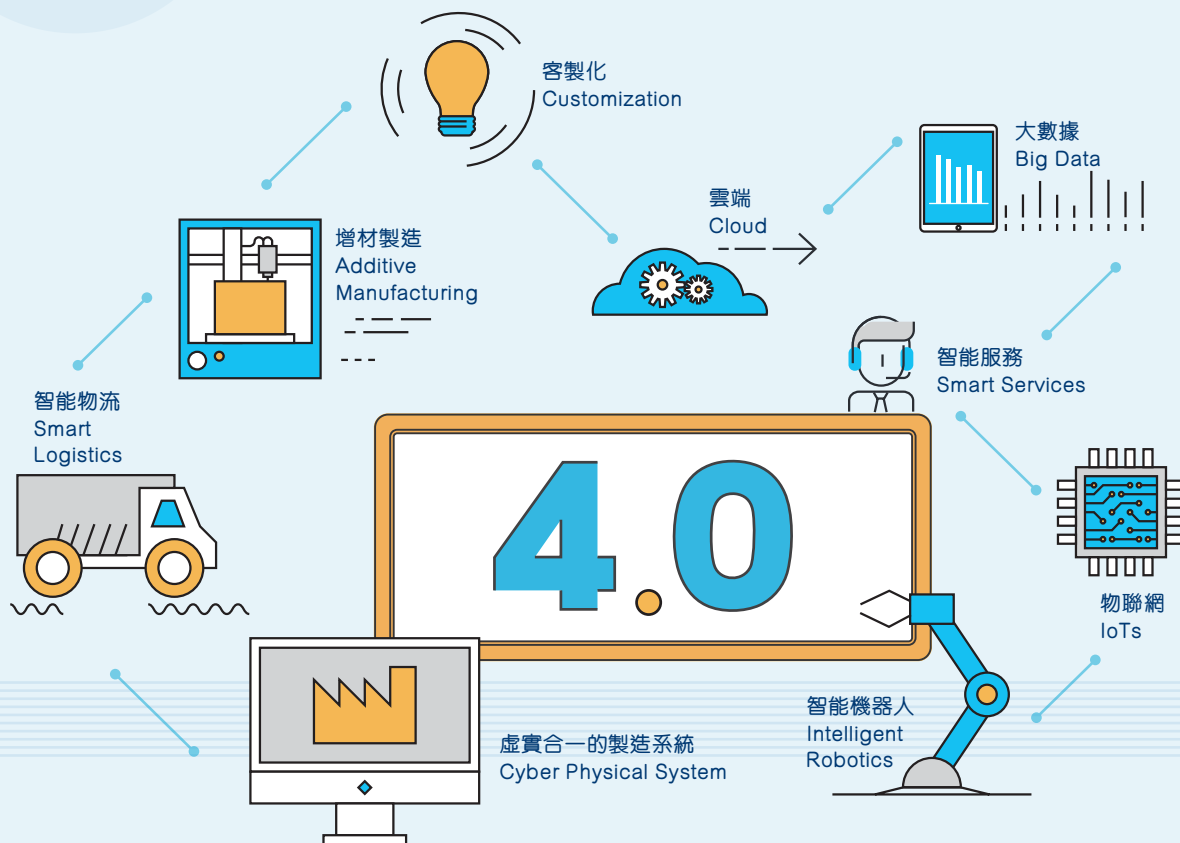 客製化
Customization
大數據
Big Data
雲端
Cloud
增材製造
Additive
Manufacturing
智能服務
Smart Services
智能物流
Smart
Logistics
4.0
物聯網
IoTs
智能機器人
Intelligent
Robotics
虛實合一的製造系統
Cyber Physical System